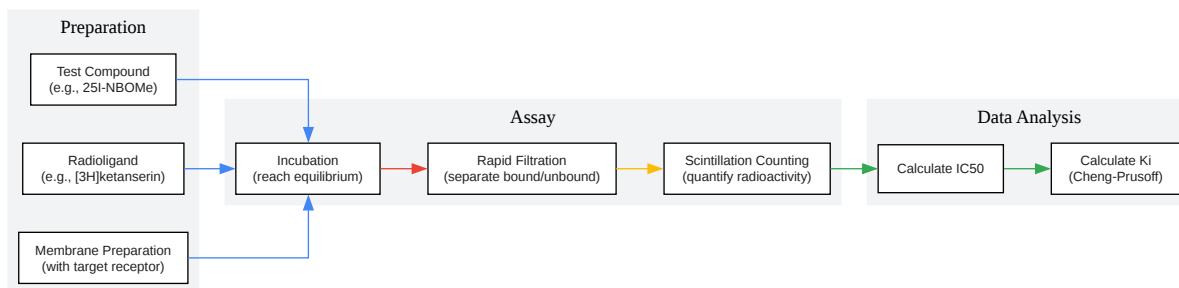 Preparation
Test Compound
(e.g., 25I-NBOMe)
Radioligand
(e.g., [3H]ketanserin)
Membrane Preparation
(with target receptor)
Assay
Incubation
(reach equilibrium)
Rapid Filtration
(separate bound/unbound)
Scintillation Counting
(quantify radioactivity)
Data Analysis
Calculate IC50
Calculate Ki
(Cheng-Prusoff)